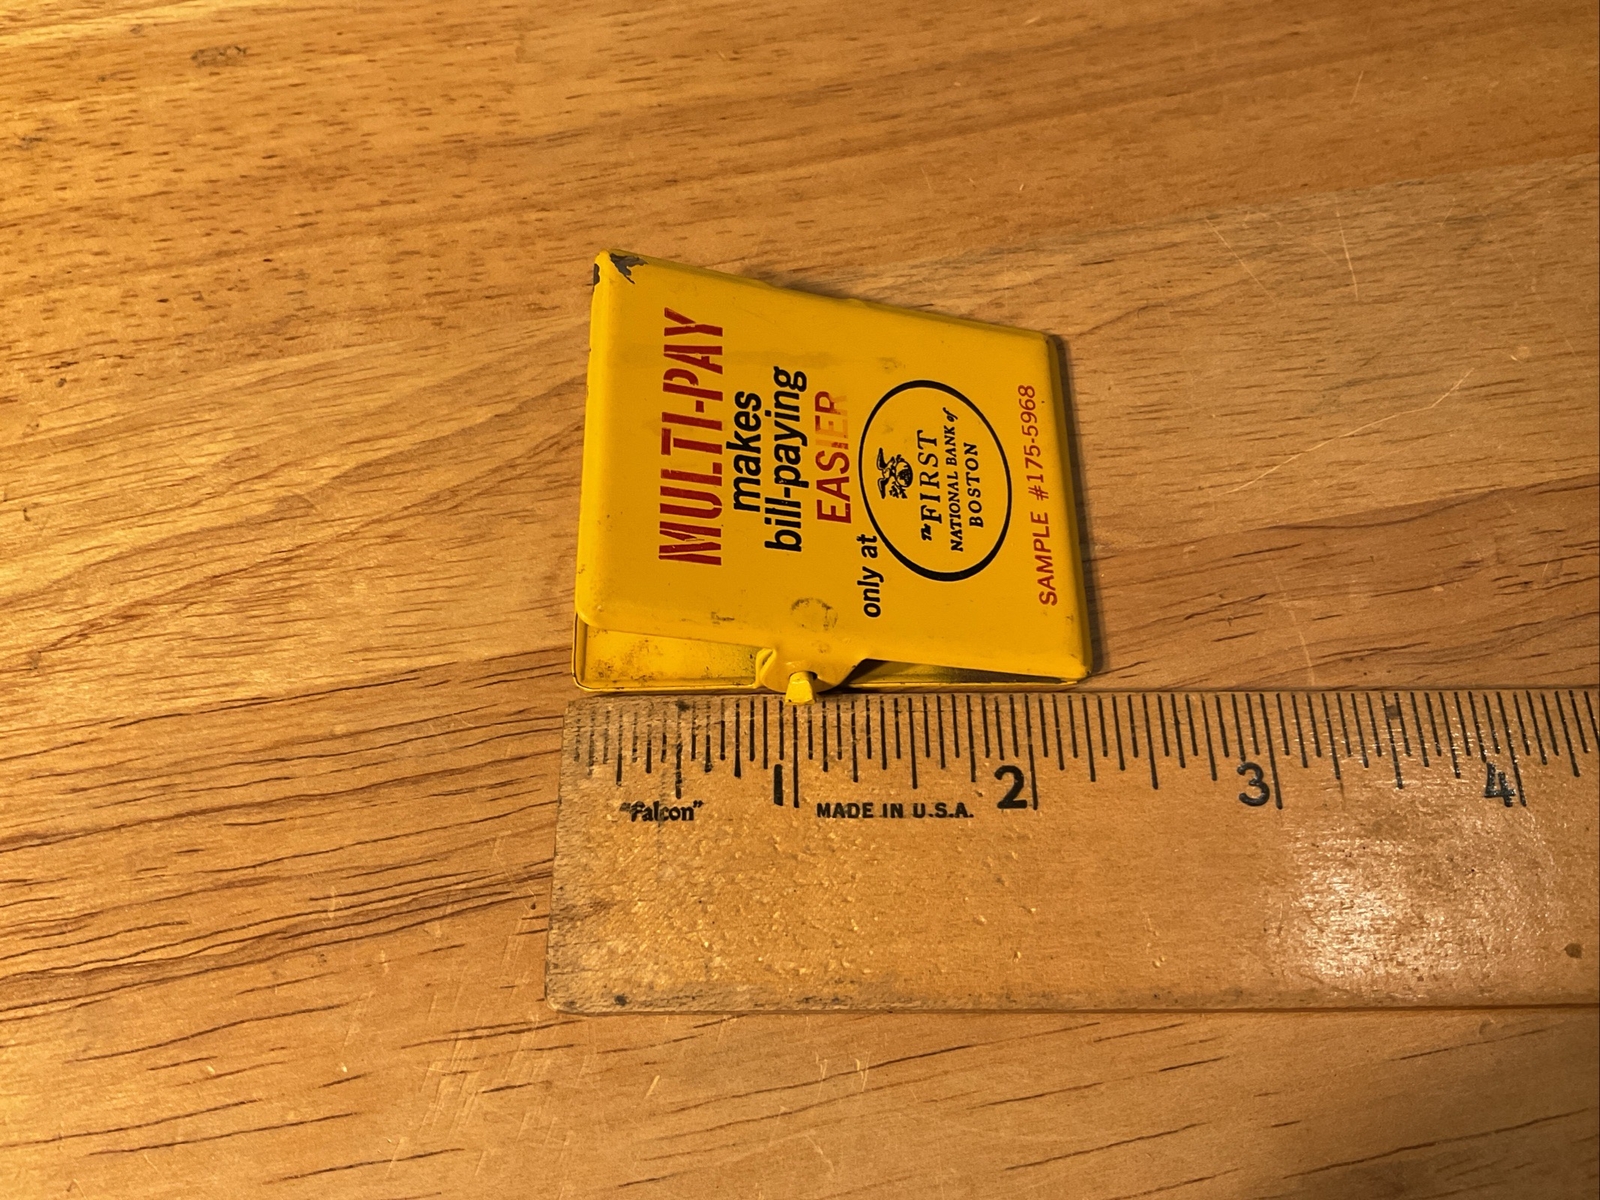 MULTI-PAY
makes
bill-paying
EASIER
only at
The FIRST
NATIONAL BANK of
BOSTON
SAMPLE #175-5968
1 2 3 4
"Falcon" MADE IN U.S.A.